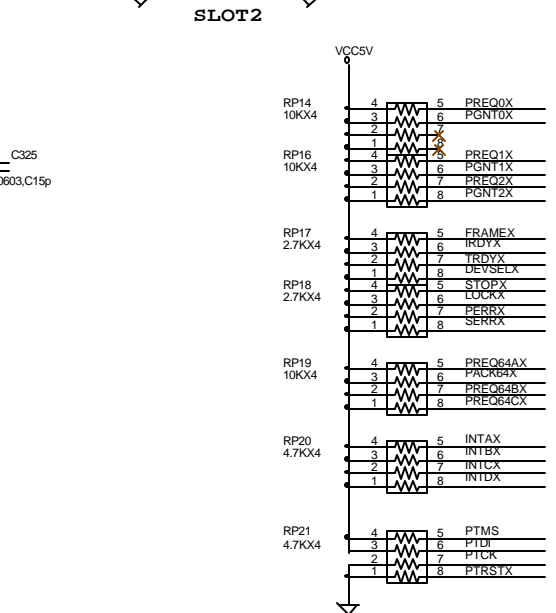 SLOT2
VCC5V
RP14
10KX4
4 5 PREQ0X
3 6 PGNT0X
2 7
1 8
C325
0603,C15p
RP16
10KX4
4 5 PREQ1X
3 6 PGNT1X
2 7 PREQ2X
1 8 PGNT2X
RP17
2.7KX4
4 5 FRAMEX
3 6 IRDYX
2 7 TRDYX
1 8 DEVSELX
RP18
2.7KX4
4 5 STOPX
3 6 LOCKX
2 7 PERRX
1 8 SERRX
RP19
10KX4
4 5 PREQ64AX
3 6 PACK64X
2 7 PREQ64BX
1 8 PREQ64CX
RP20
4.7KX4
4 5 INTAX
3 6 INTBX
2 7 INTCX
1 8 INTDX
RP21
4.7KX4
4 5 PTMS
3 6 PTDI
2 7 PTCK
1 8 PTRSTX